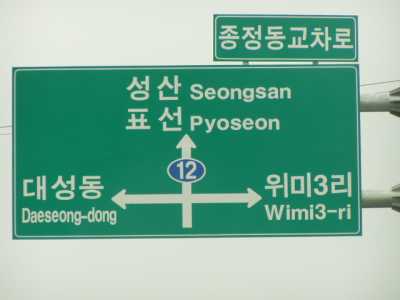 종정동교차로
성산 Seongsan
표선 Pyoseon
12
대성동
Daeseong-dong
위미3리
Wimi3-ri